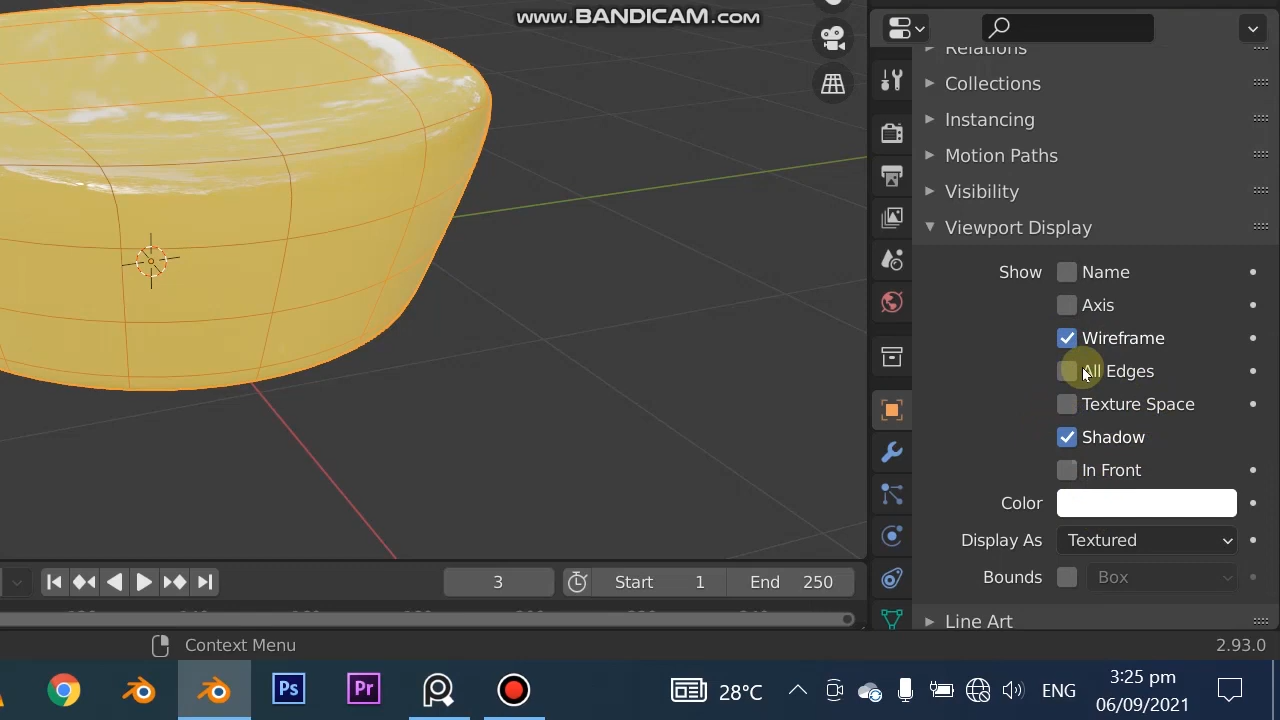 www.BANDICAM.com
Relations
Collections
Instancing
Motion Paths
Visibility
Viewport Display
Show Name
Axis
Wireframe
All Edges
Texture Space
Shadow
In Front
Color
Display As Textured
Bounds Box
Line Art
3 Start 1 End 250
Context Menu 2.93.0
Ps Pr 28°C ENG 3:25 pm
06/09/2021